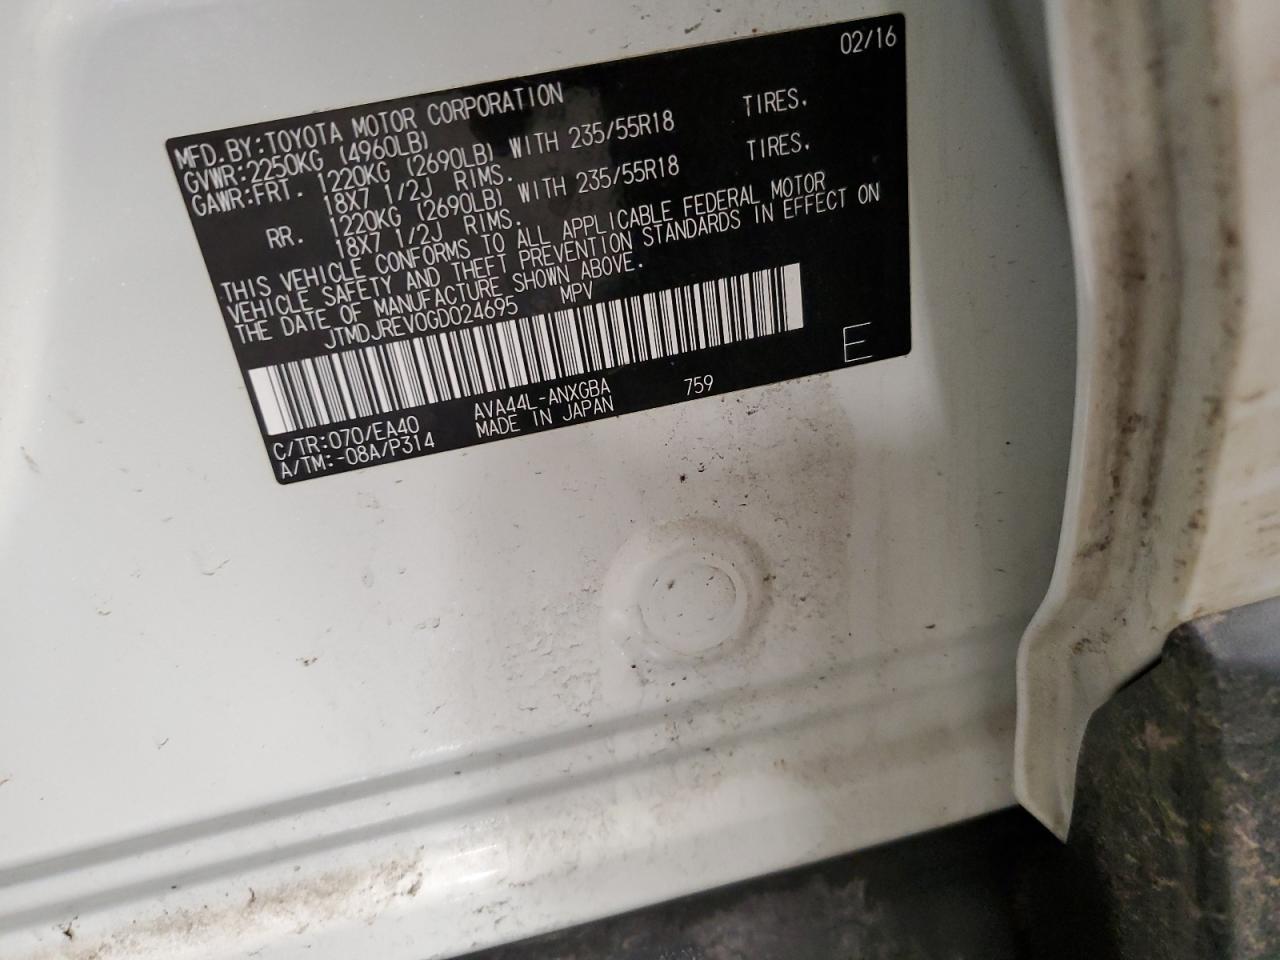 02/16
MFD.BY:TOYOTA MOTOR CORPORATION
GVWR:2250KG (4960LB)
GAWR:FRT. 1220KG (2690LB) WITH 235/55R18 TIRES.
18X7 1/2J RIMS.
RR. 1220KG (2690LB) WITH 235/55R18 TIRES.
18X7 1/2J RIMS.
THIS VEHICLE CONFORMS TO ALL APPLICABLE FEDERAL MOTOR
VEHICLE SAFETY AND THEFT PREVENTION STANDARDS IN EFFECT ON
THE DATE OF MANUFACTURE SHOWN ABOVE.
JTMDJREV0GD024695 MPV
C/TR:070/EA40 AVA44L-ANXGBA 759
A/TM:-08A/P314 MADE IN JAPAN
E